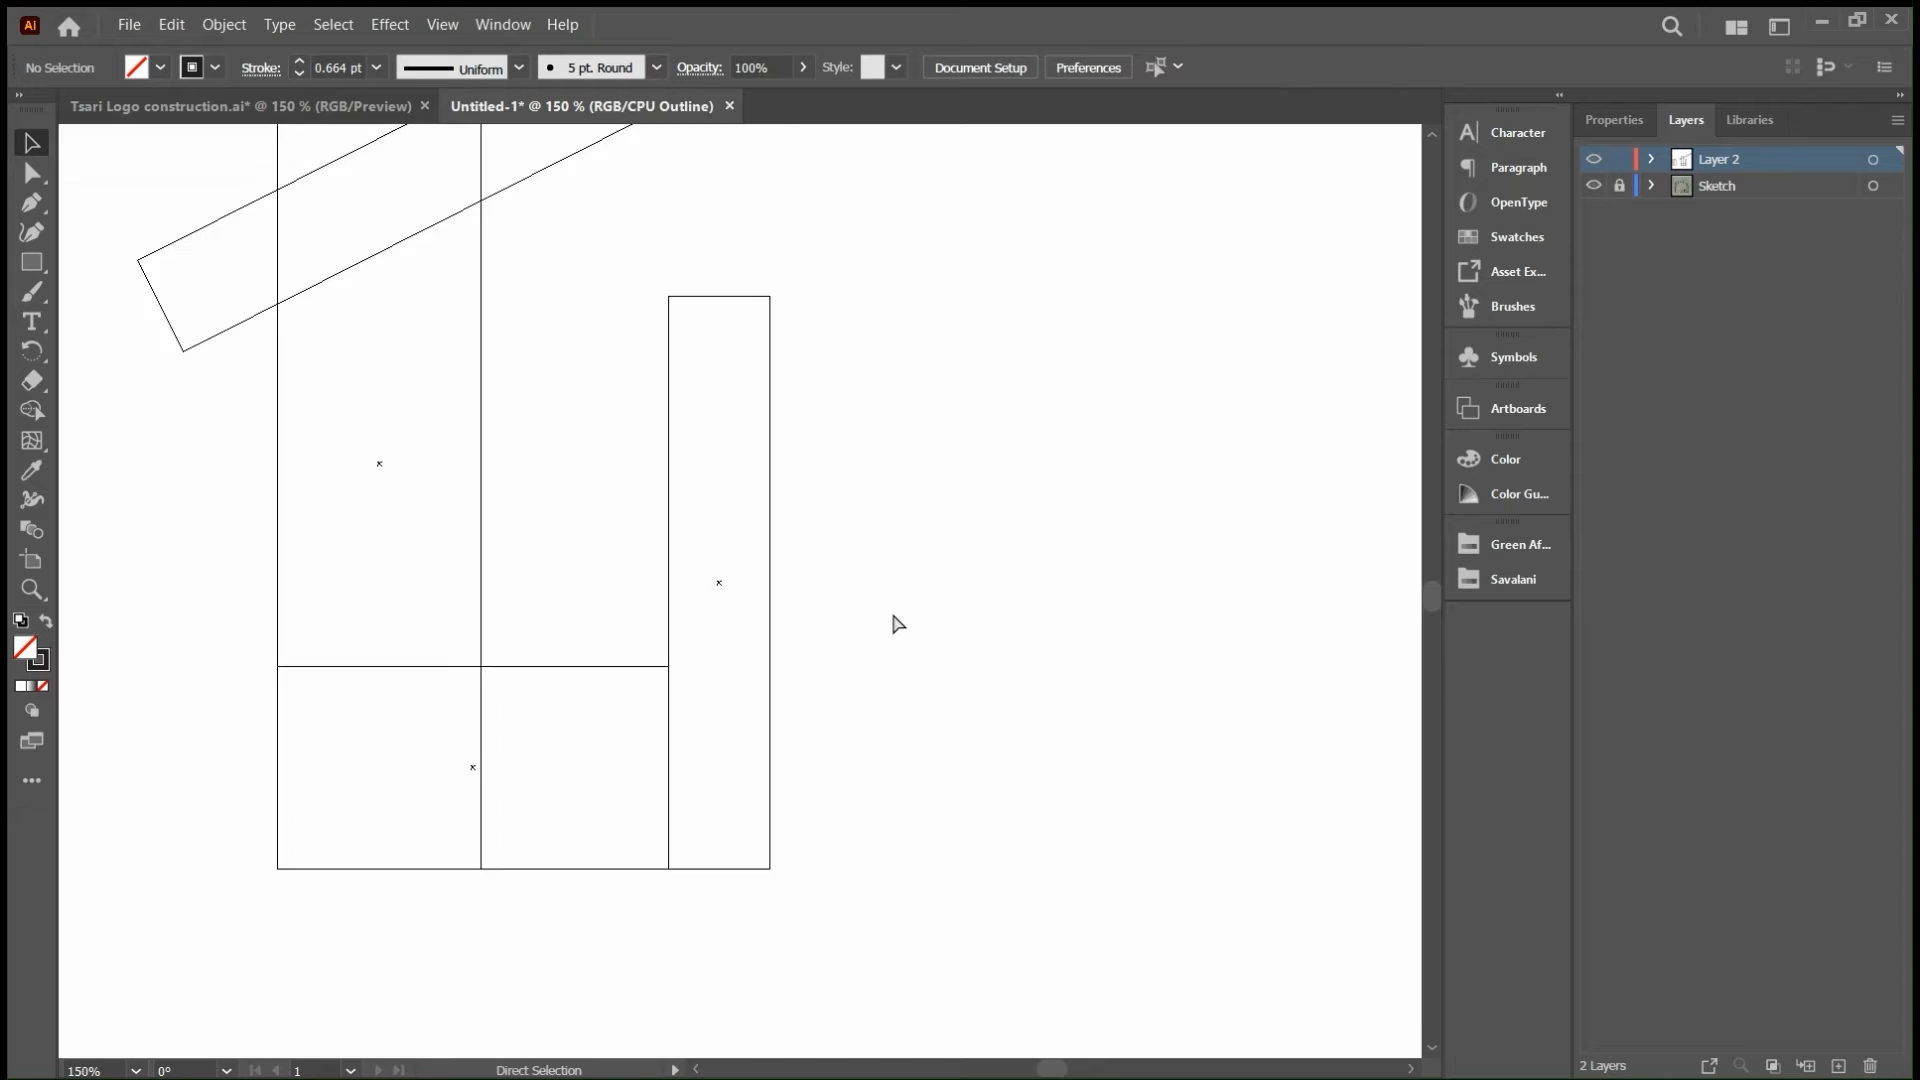 Ai File Edit Object Type Select Effect View Window Help
No Selection Stroke: 0.664 pt Uniform 5 pt. Round Opacity: 100% Style: Document Setup Preferences
Tsari Logo construction.ai* @ 150 % (RGB/Preview) × Untitled-1* @ 150 % (RGB/CPU Outline) ×
Character
Paragraph
OpenType
Swatches
Asset Ex...
Brushes
Symbols
Artboards
Color
Color Gu...
Green Af...
Savalani
Properties Layers Libraries
Layer 2
Sketch
2 Layers
150% 0° 1 Direct Selection